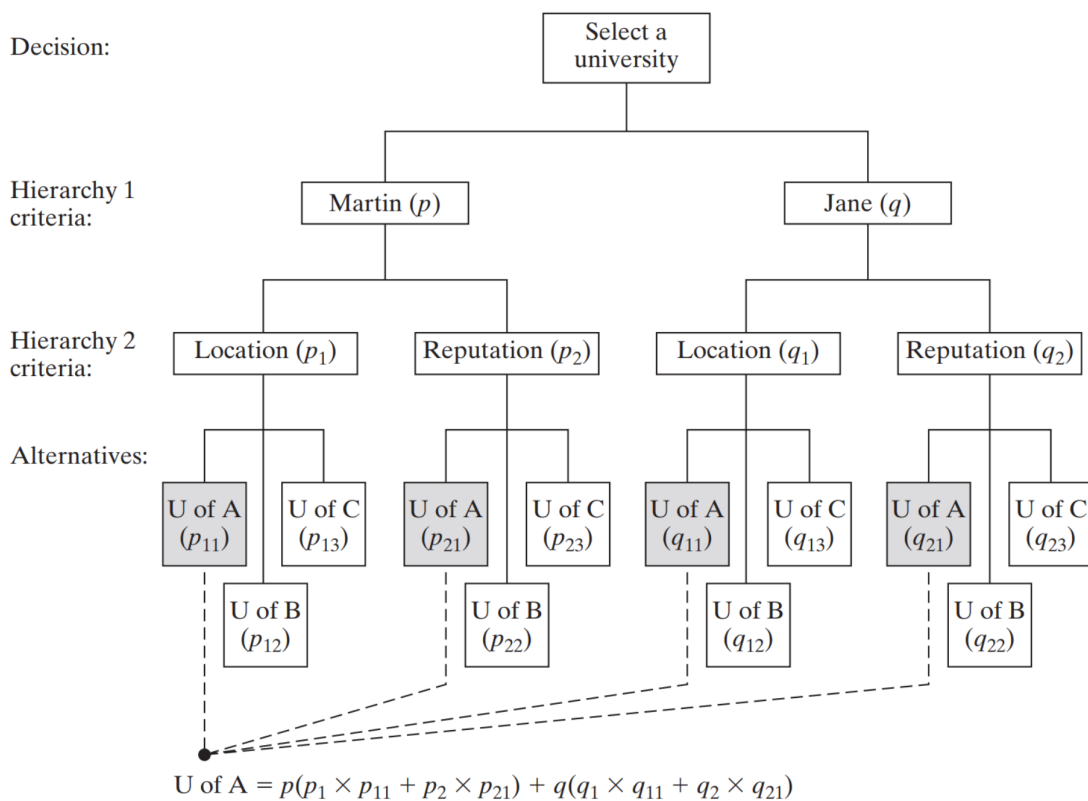 Decision:
Select a
university
Hierarchy 1
criteria:
Martin (p)
Jane (q)
Hierarchy 2
criteria:
Location (p₁)
Reputation (p₂)
Location (q₁)
Reputation (q₂)
Alternatives:
U of A
(p₁₁)
U of C
(p₁₃)
U of A
(p₂₁)
U of C
(p₂₃)
U of A
(q₁₁)
U of C
(q₁₃)
U of A
(q₂₁)
U of C
(q₂₃)
U of B
(p₁₂)
U of B
(p₂₂)
U of B
(q₁₂)
U of B
(q₂₂)
U of A = p(p₁ × p₁₁ + p₂ × p₂₁) + q(q₁ × q₁₁ + q₂ × q₂₁)